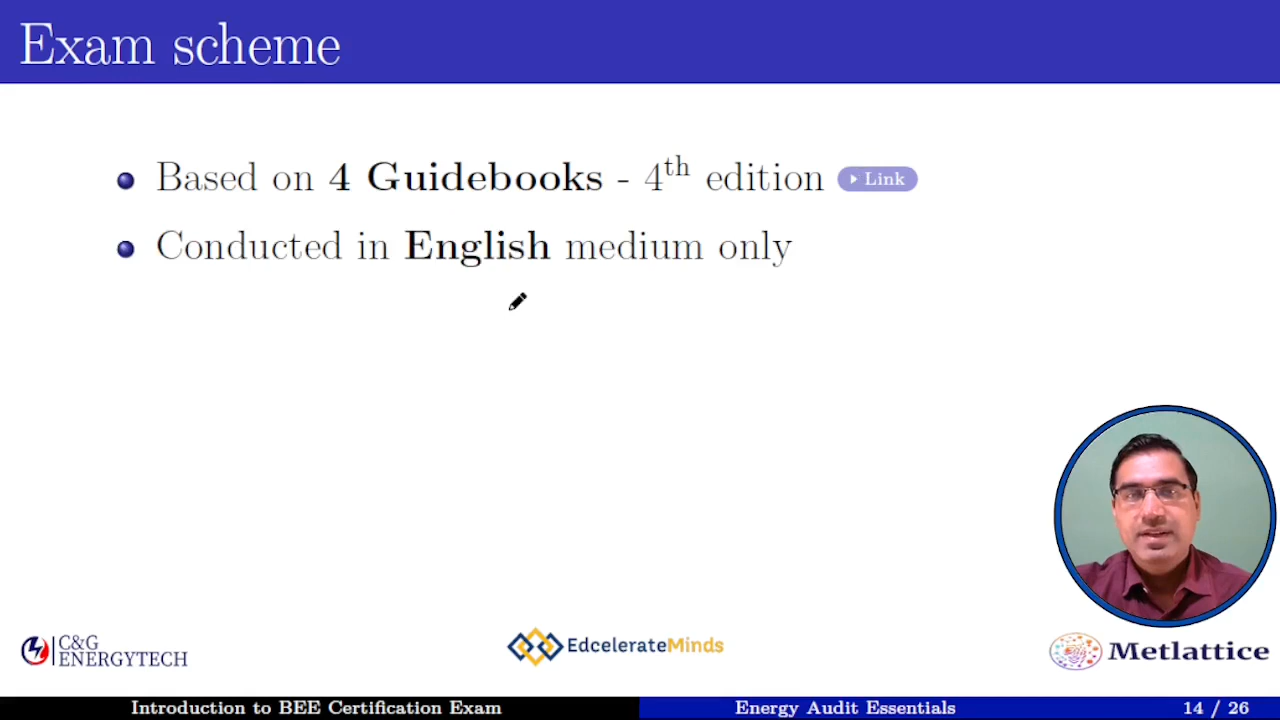 Exam scheme
Based on 4 Guidebooks - 4th edition Link
Conducted in English medium only
C&G
ENERGYTECH
EdcelerateMinds
Metlattice
Introduction to BEE Certification Exam Energy Audit Essentials 14 / 26